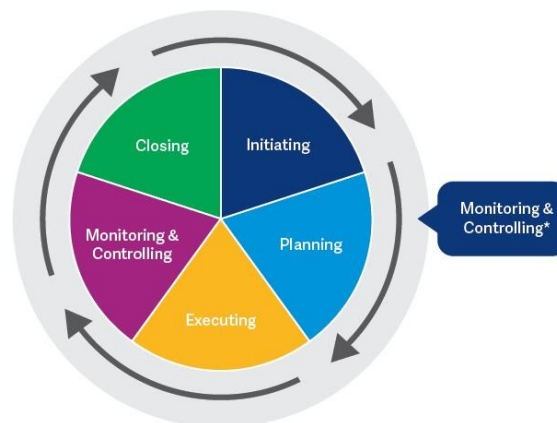 Closing
Initiating
Monitoring &
Controlling
Planning
Executing
Monitoring &
Controlling*